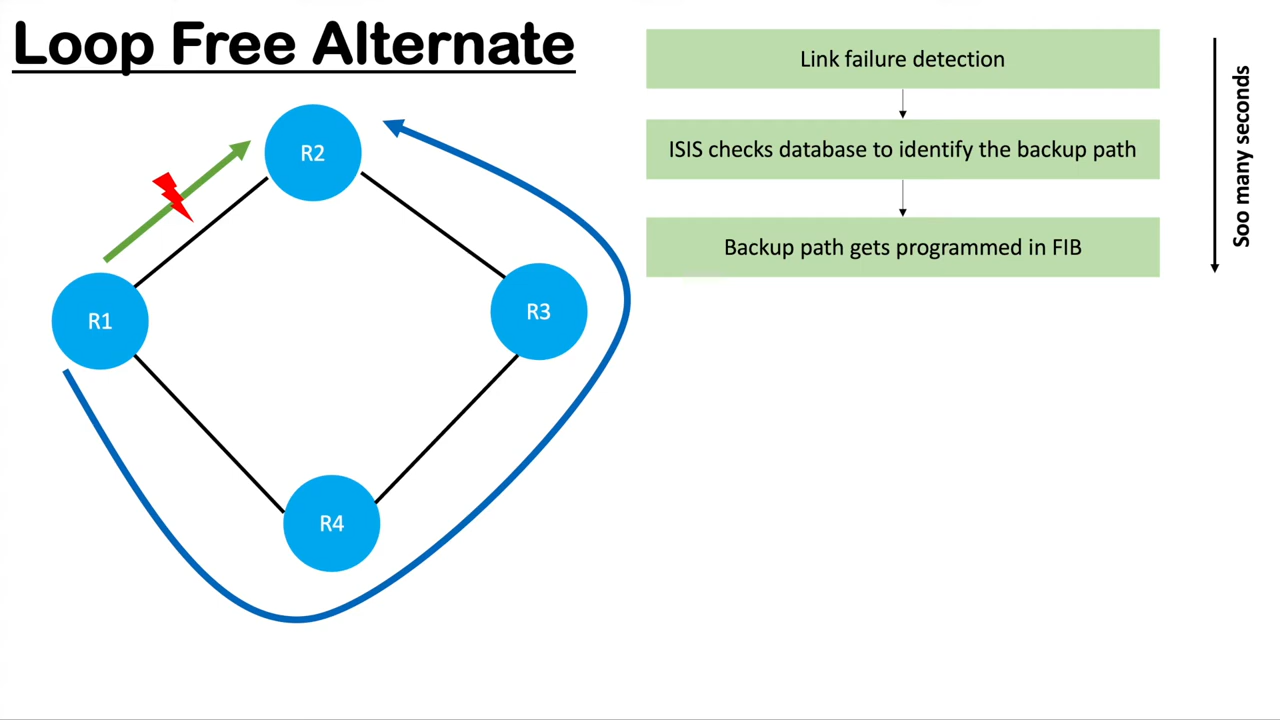 Loop Free Alternate
Link failure detection
ISIS checks database to identify the backup path
Backup path gets programmed in FIB
Soo many seconds
R2
R1
R3
R4